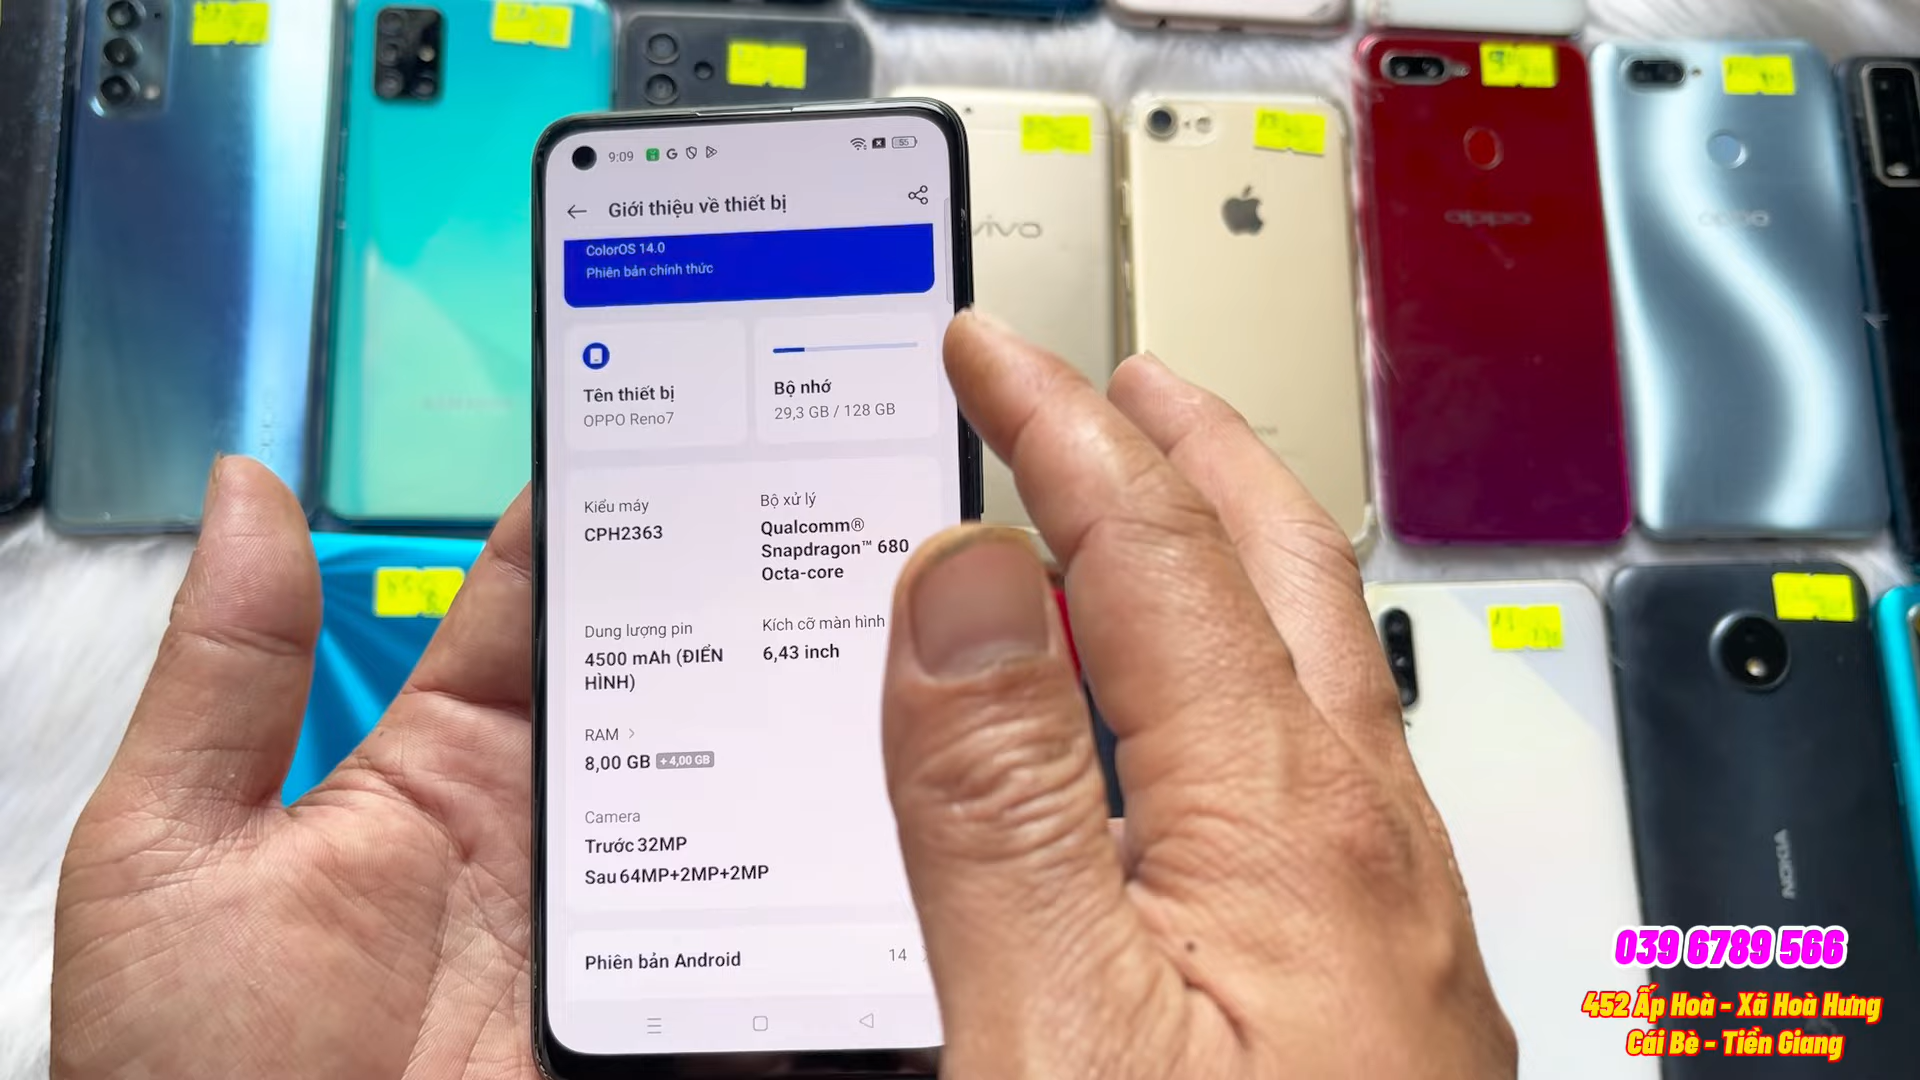 9:09
55
Giới thiệu về thiết bị
ColorOS 14.0
Phiên bản chính thức
Tên thiết bị
OPPO Reno7
Bộ nhớ
29,3 GB / 128 GB
Kiểu máy
CPH2363
Bộ xử lý
Qualcomm®
Snapdragon™ 680
Octa-core
Dung lượng pin
4500 mAh (ĐIỂN
HÌNH)
Kích cỡ màn hình
6,43 inch
RAM >
8,00 GB + 4,00 GB
Camera
Trước 32MP
Sau 64MP+2MP+2MP
Phiên bản Android
14
vivo
oppo
oppo
NOKIA
039 6789 566
452 Ấp Hoà - Xã Hoà Hưng
Cái Bè - Tiền Giang